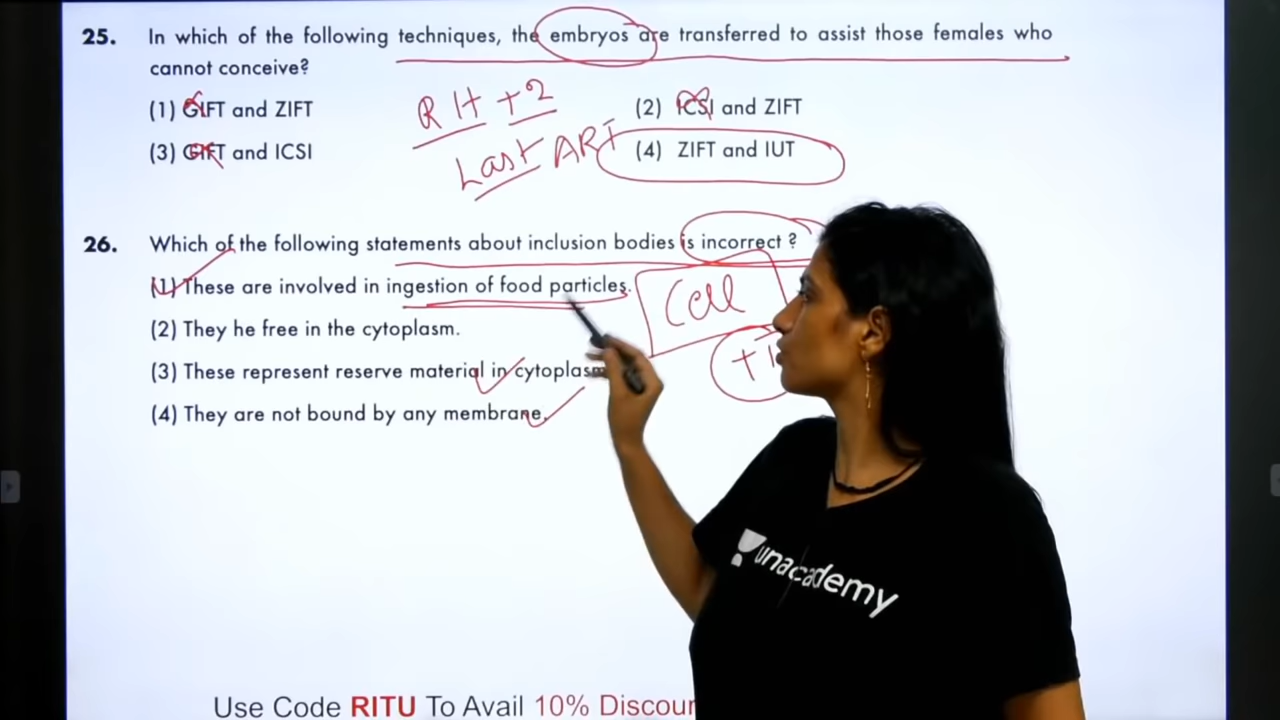 25. In which of the following techniques, the embryos are transferred to assist those females who
cannot conceive?
(1) GIFT and ZIFT
(2) ICSI and ZIFT
(3) GIFT and ICSI
(4) ZIFT and IUT
R H + 2
Last ART
26. Which of the following statements about inclusion bodies is incorrect ?
(1) These are involved in ingestion of food particles.
(2) They he free in the cytoplasm.
(3) These represent reserve material in cytoplasm
(4) They are not bound by any membrane.
Cell
unacademy
Use Code RITU To Avail 10% Discoun